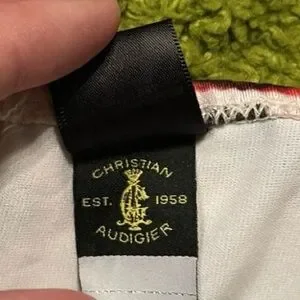 CHRISTIAN
EST. 1958
AUDIGIER